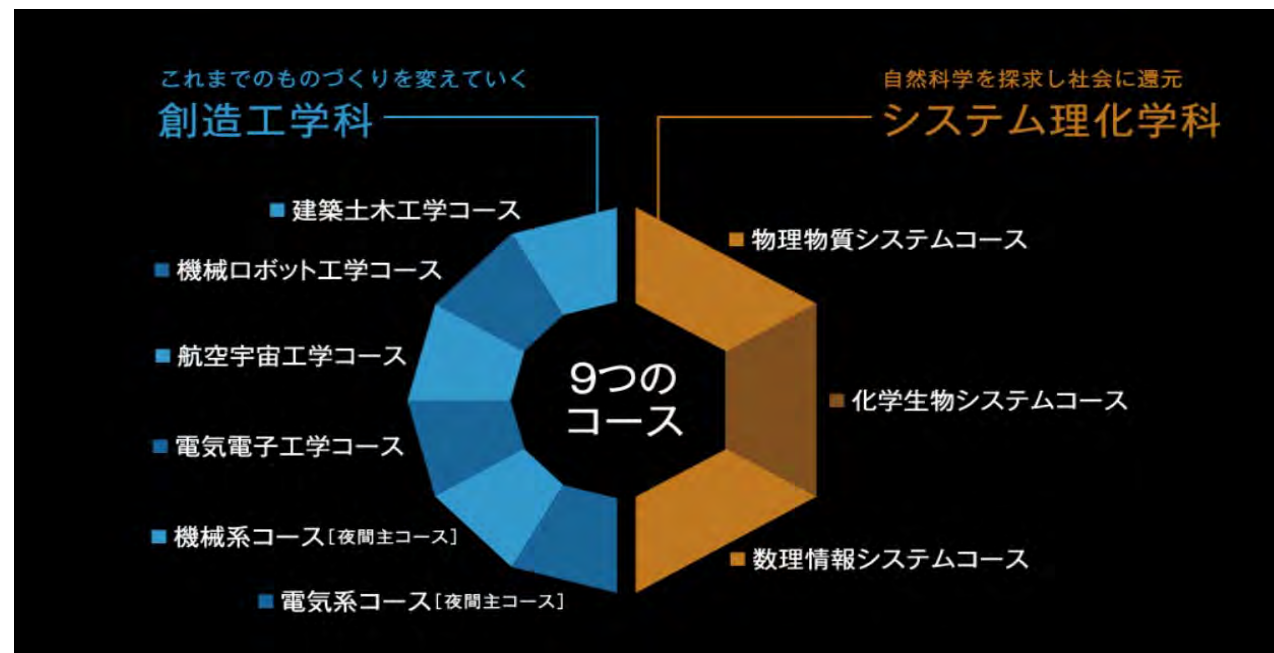 これまでのものづくりを変えていく
創造工学科
建築土木工学コース
機械ロボット工学コース
航空宇宙工学コース
電気電子工学コース
機械系コース[夜間主コース]
電気系コース[夜間主コース]
9つの
コース
自然科学を探求し社会に還元
システム理化学科
物理物質システムコース
化学生物システムコース
数理情報システムコース